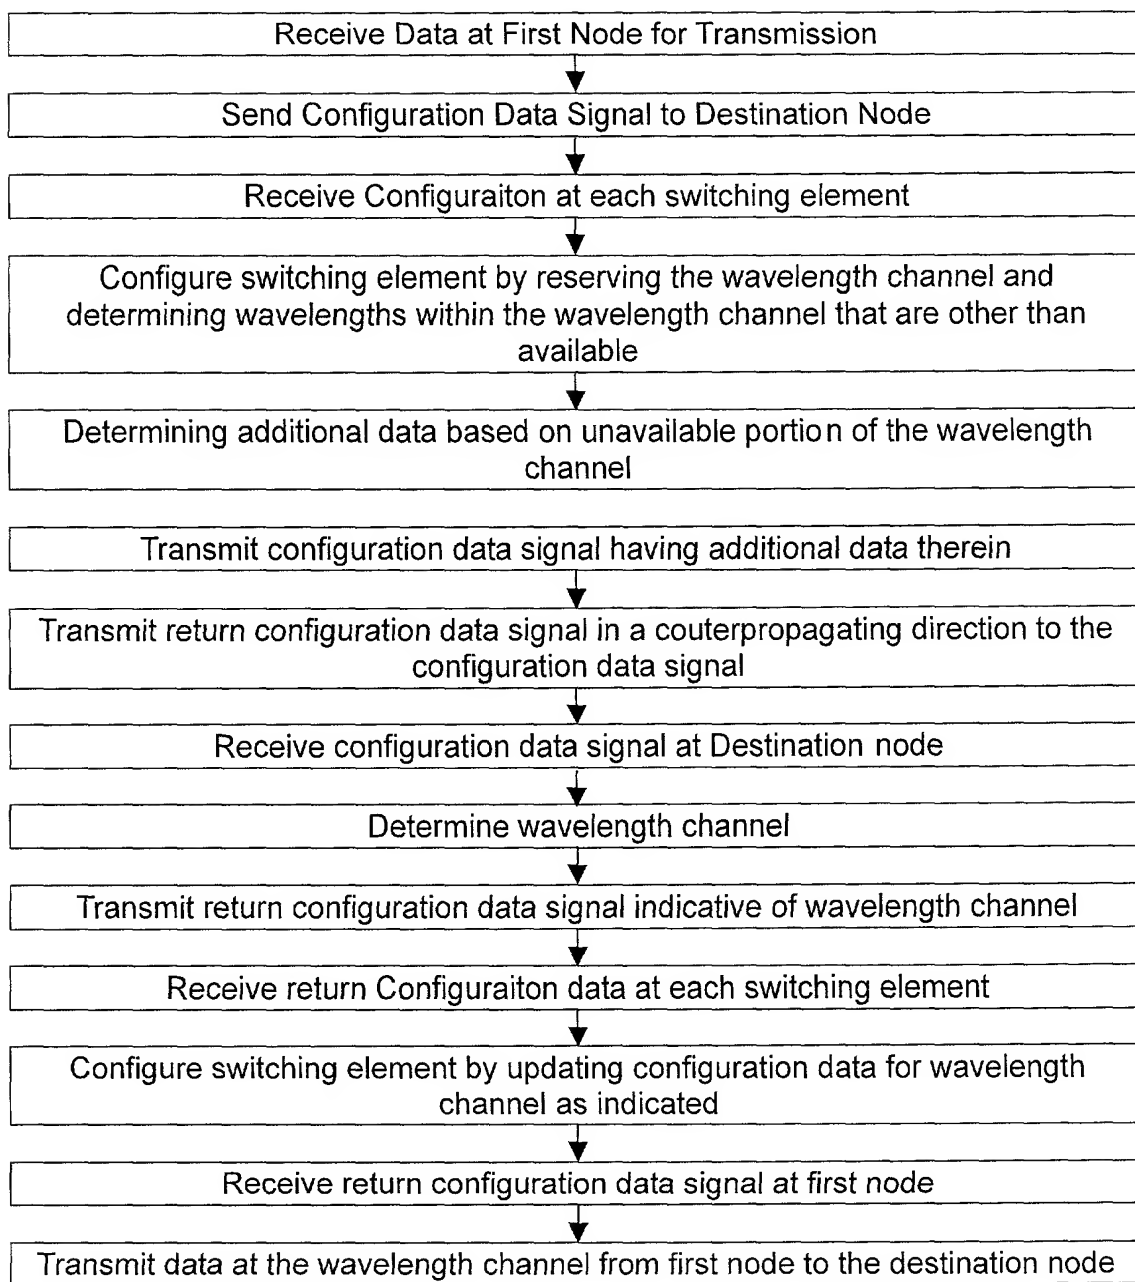 Receive Data at First Node for Transmission
Send Configuration Data Signal to Destination Node
Receive Configuraiton at each switching element
Configure switching element by reserving the wavelength channel and
determining wavelengths within the wavelength channel that are other than
available
Determining additional data based on unavailable portion of the wavelength
channel
Transmit configuration data signal having additional data therein
Transmit return configuration data signal in a couterpropagating direction to the
configuration data signal
Receive configuration data signal at Destination node
Determine wavelength channel
Transmit return configuration data signal indicative of wavelength channel
Receive return Configuraiton data at each switching element
Configure switching element by updating configuration data for wavelength
channel as indicated
Receive return configuration data signal at first node
Transmit data at the wavelength channel from first node to the destination node